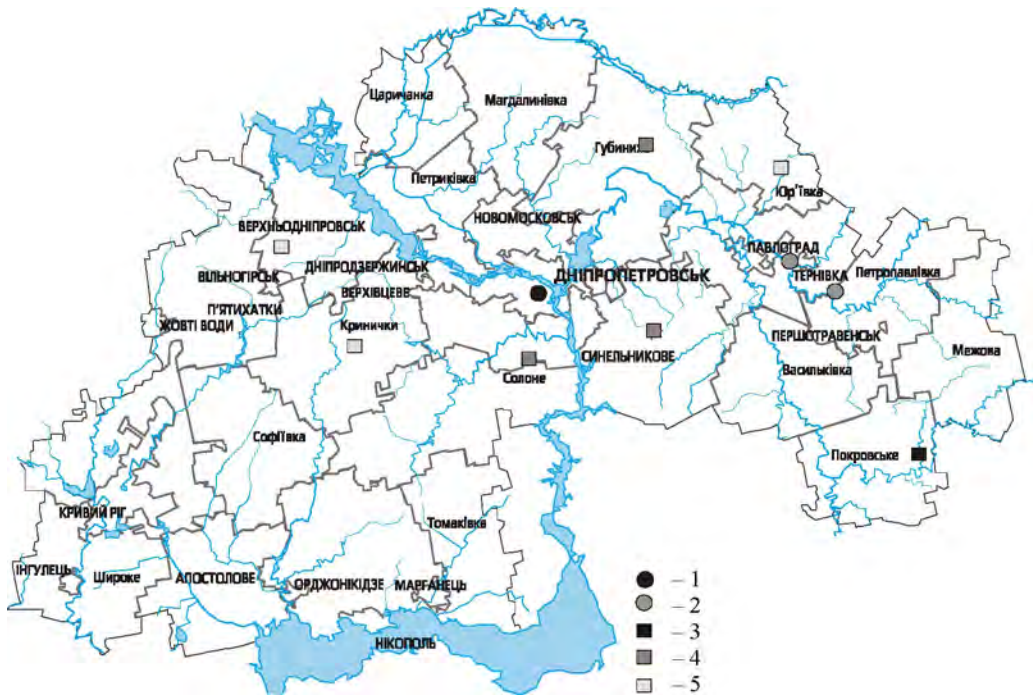 Царичанка
Магдалинівка
Губиниха
Петриківка
Юр'ївка
НОВОМОСКОВСЬК
ВЕРХНЬОДНІПРОВСЬК
ПАВЛОГРАД
ДНІПРОДЗЕРЖИНСЬК
ДНІПРОПЕТРОВСЬК
ТЕРНІВКА
Петропавлівка
ВІЛЬНОГІРСЬК
ВЕРХІВЦЕВЕ
П'ЯТИХАТКИ
ЖОВТІ ВОДИ
Кринички
ПЕРШОТРАВЕНСЬК
СИНЕЛЬНИКОВЕ
Межова
Солоне
Васильківка
Софіївка
Покровське
КРИВИЙ РІГ
Томаківка
ІНГУЛЕЦЬ
Широке
АПОСТОЛОВЕ
ОРДЖОНІКІДЗЕ
МАРГАНЕЦЬ
НІКОПОЛЬ
– 1
– 2
– 3
– 4
– 5